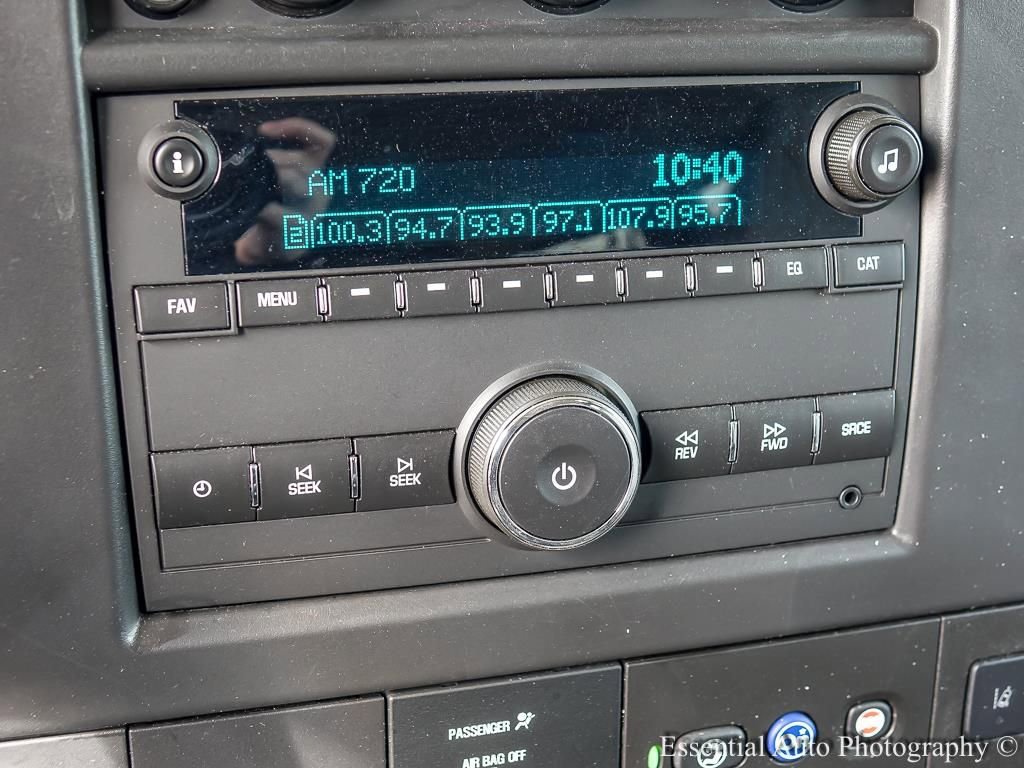 AM 720 10:40
2 100.3 94.7 93.9 97.1 107.9 95.7
FAV MENU EQ CAT
SEEK SEEK REV FWD SRCE
PASSENGER
AIR BAG OFF
Essential Auto Photography ©